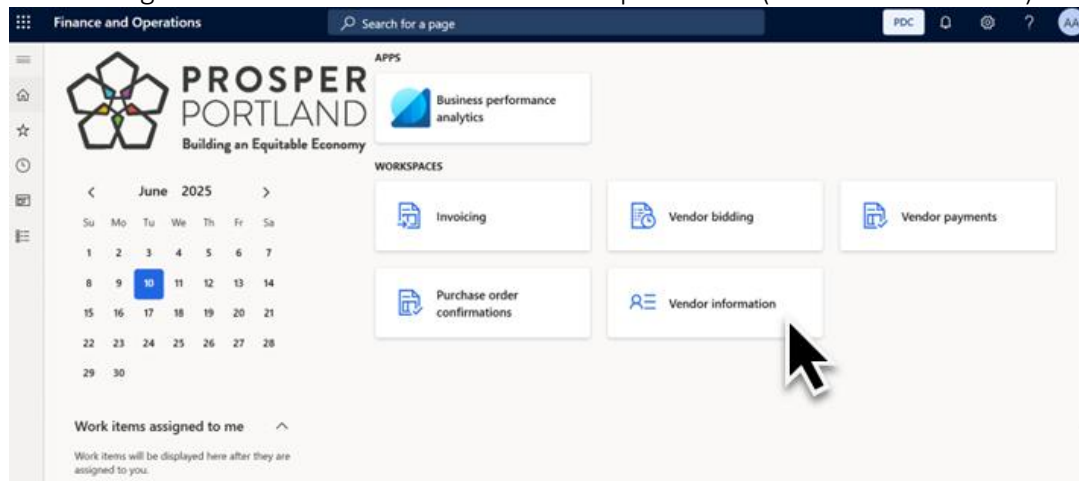 Finance and Operations
Search for a page
PDC
?
AA
PROSPER
PORTLAND
Building an Equitable Economy
APPS
Business performance
analytics
WORKSPACES
Invoicing
Vendor bidding
Vendor payments
Purchase order
confirmations
Vendor information
June 2025
Su Mo Tu We Th Fr Sa
1 2 3 4 5 6 7
8 9 10 11 12 13 14
15 16 17 18 19 20 21
22 23 24 25 26 27 28
29 30
Work items assigned to me
Work items will be displayed here after they are
assigned to you.